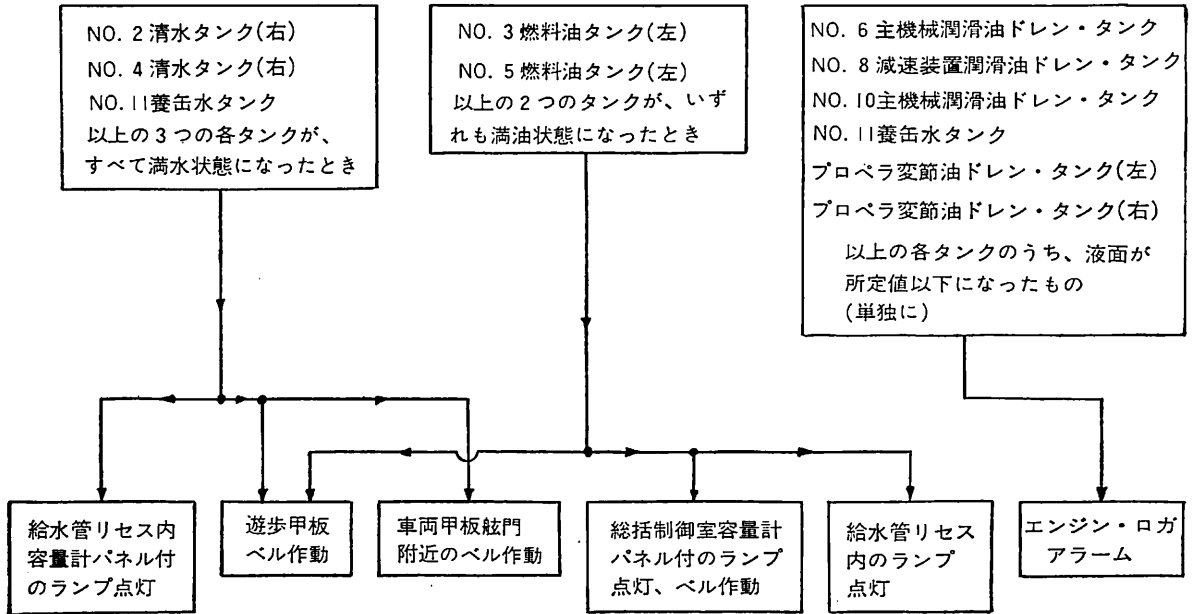 NO. 2清水タンク(右)
NO. 4清水タンク(右)
NO. 11養缶水タンク
以上の3つの各タンクが、
すべて満水状態になったとき
NO. 3燃料油タンク(左)
NO. 5燃料油タンク(左)
以上の2つのタンクが、いず
れも満油状態になったとき
NO. 6主機械潤滑油ドレン・タンク
NO. 8減速装置潤滑油ドレン・タンク
NO. 10主機械潤滑油ドレン・タンク
NO. 11養缶水タンク
プロペラ変節油ドレン・タンク(左)
プロペラ変節油ドレン・タンク(右)
以上の各タンクのうち、液面が
所定値以下になったもの
(単独に)
給水管リセス内
容量計パネル付
のランプ点灯
遊歩甲板
ベル作動
車両甲板舷門
附近のベル作動
総括制御室容量計
パネル付のランプ
点灯、ベル作動
給水管リセス
内のランプ
点灯
エンジン・ロガ
アラーム